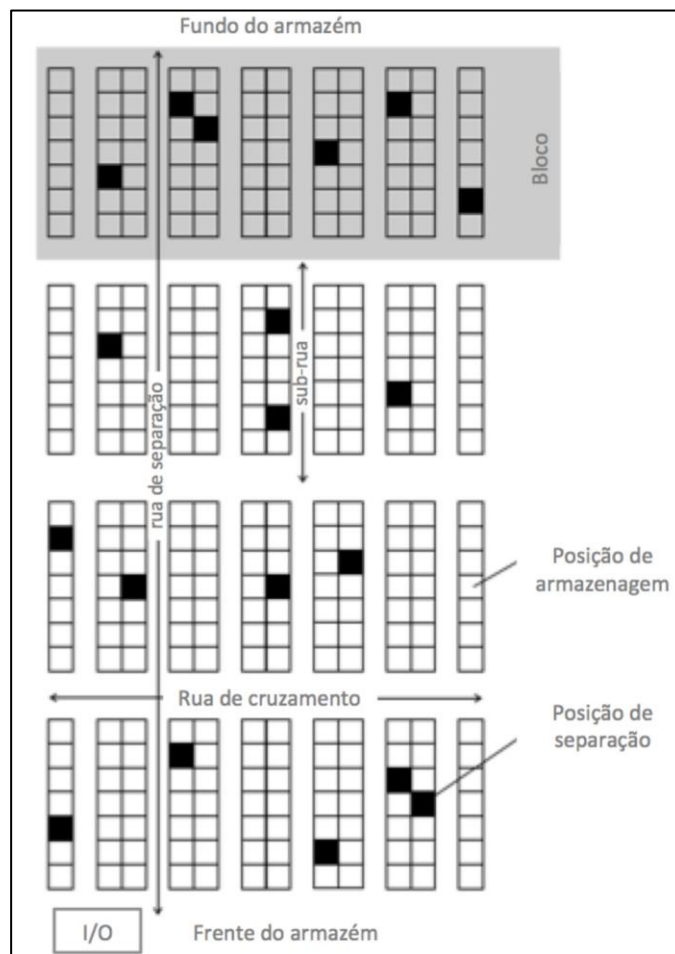 Fundo do armazém
Bloco
sub-rua
rua de separação
Posição de
armazenagem
Rua de cruzamento
Posição de
separação
I/O
Frente do armazém